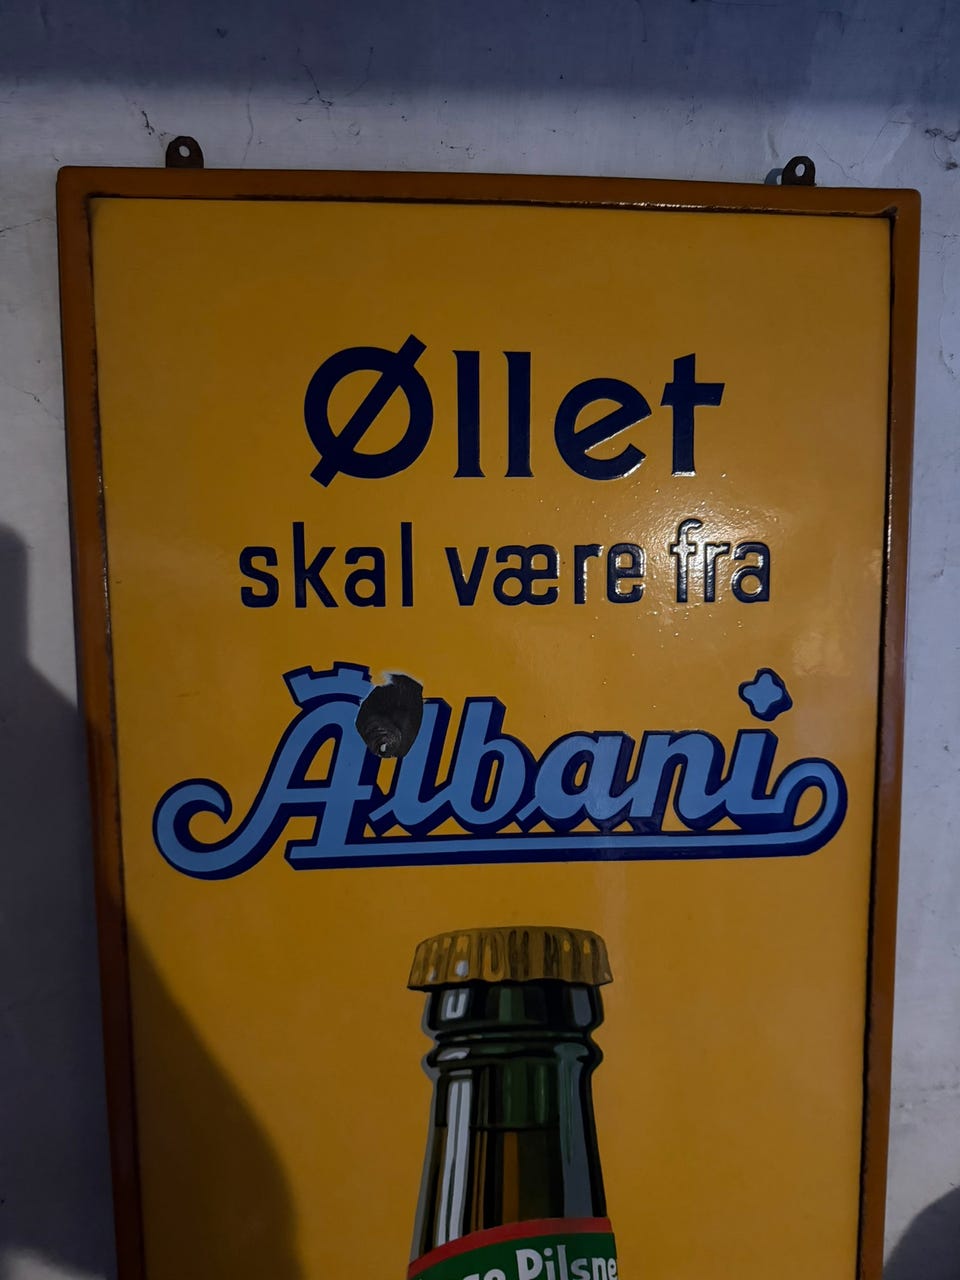 Øllet
skal være fra
Albani